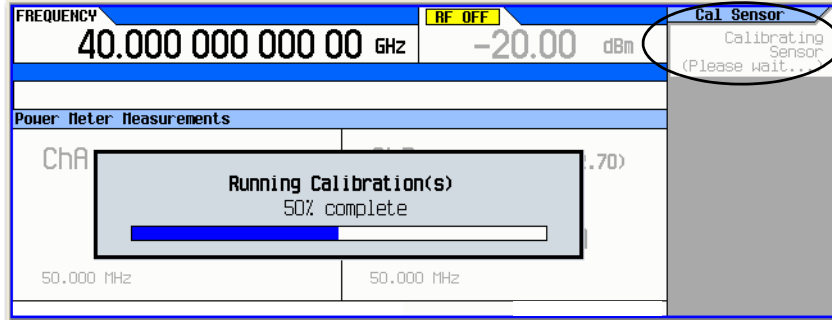 FREQUENCY
RF OFF
Cal Sensor
40.000 000 000 00 GHz
-20.00 dBm
Calibrating
Sensor
(Please wait...)
Power Meter Measurements
ChA
.70)
Running Calibration(s)
50% complete
50.000 MHz
50.000 MHz